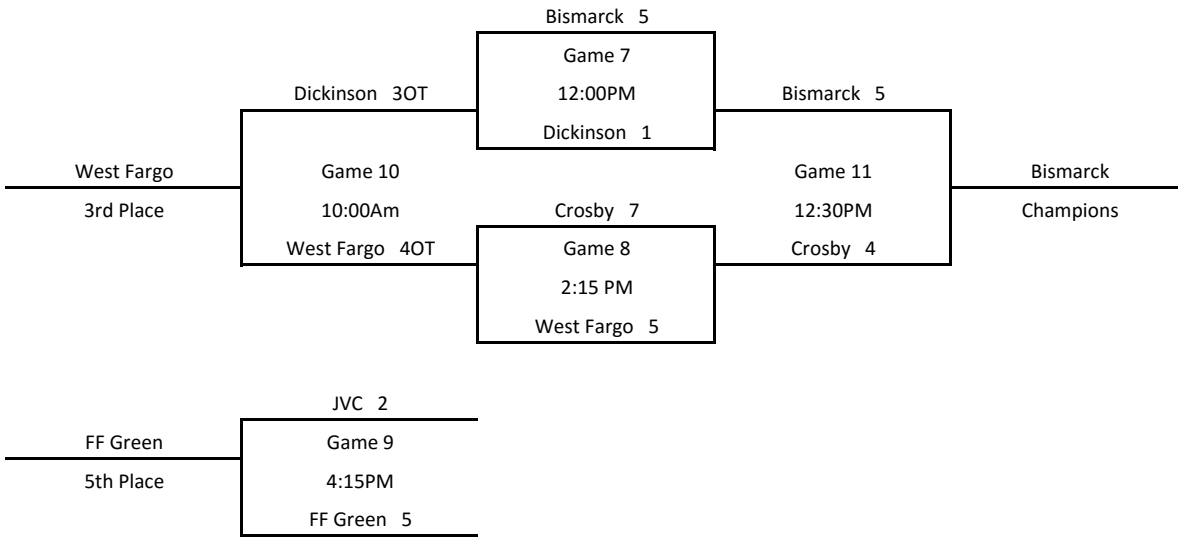 Bismarck 5
Game 7
Dickinson 3OT 12:00PM Bismarck 5
Dickinson 1
West Fargo Game 10 Game 11 Bismarck
3rd Place 10:00Am Crosby 7 12:30PM Champions
West Fargo 4OT Game 8 Crosby 4
2:15 PM
West Fargo 5
JVC 2
FF Green Game 9
5th Place 4:15PM
FF Green 5